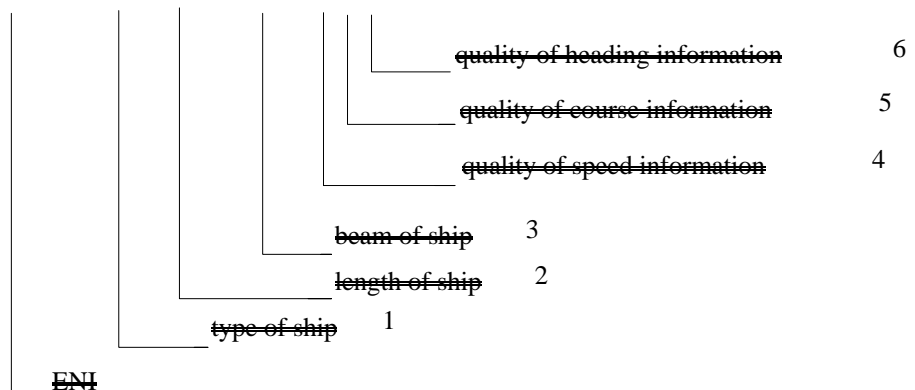 quality of heading information 6
quality of course information 5
quality of speed information 4
beam of ship 3
length of ship 2
type of ship 1
ENI